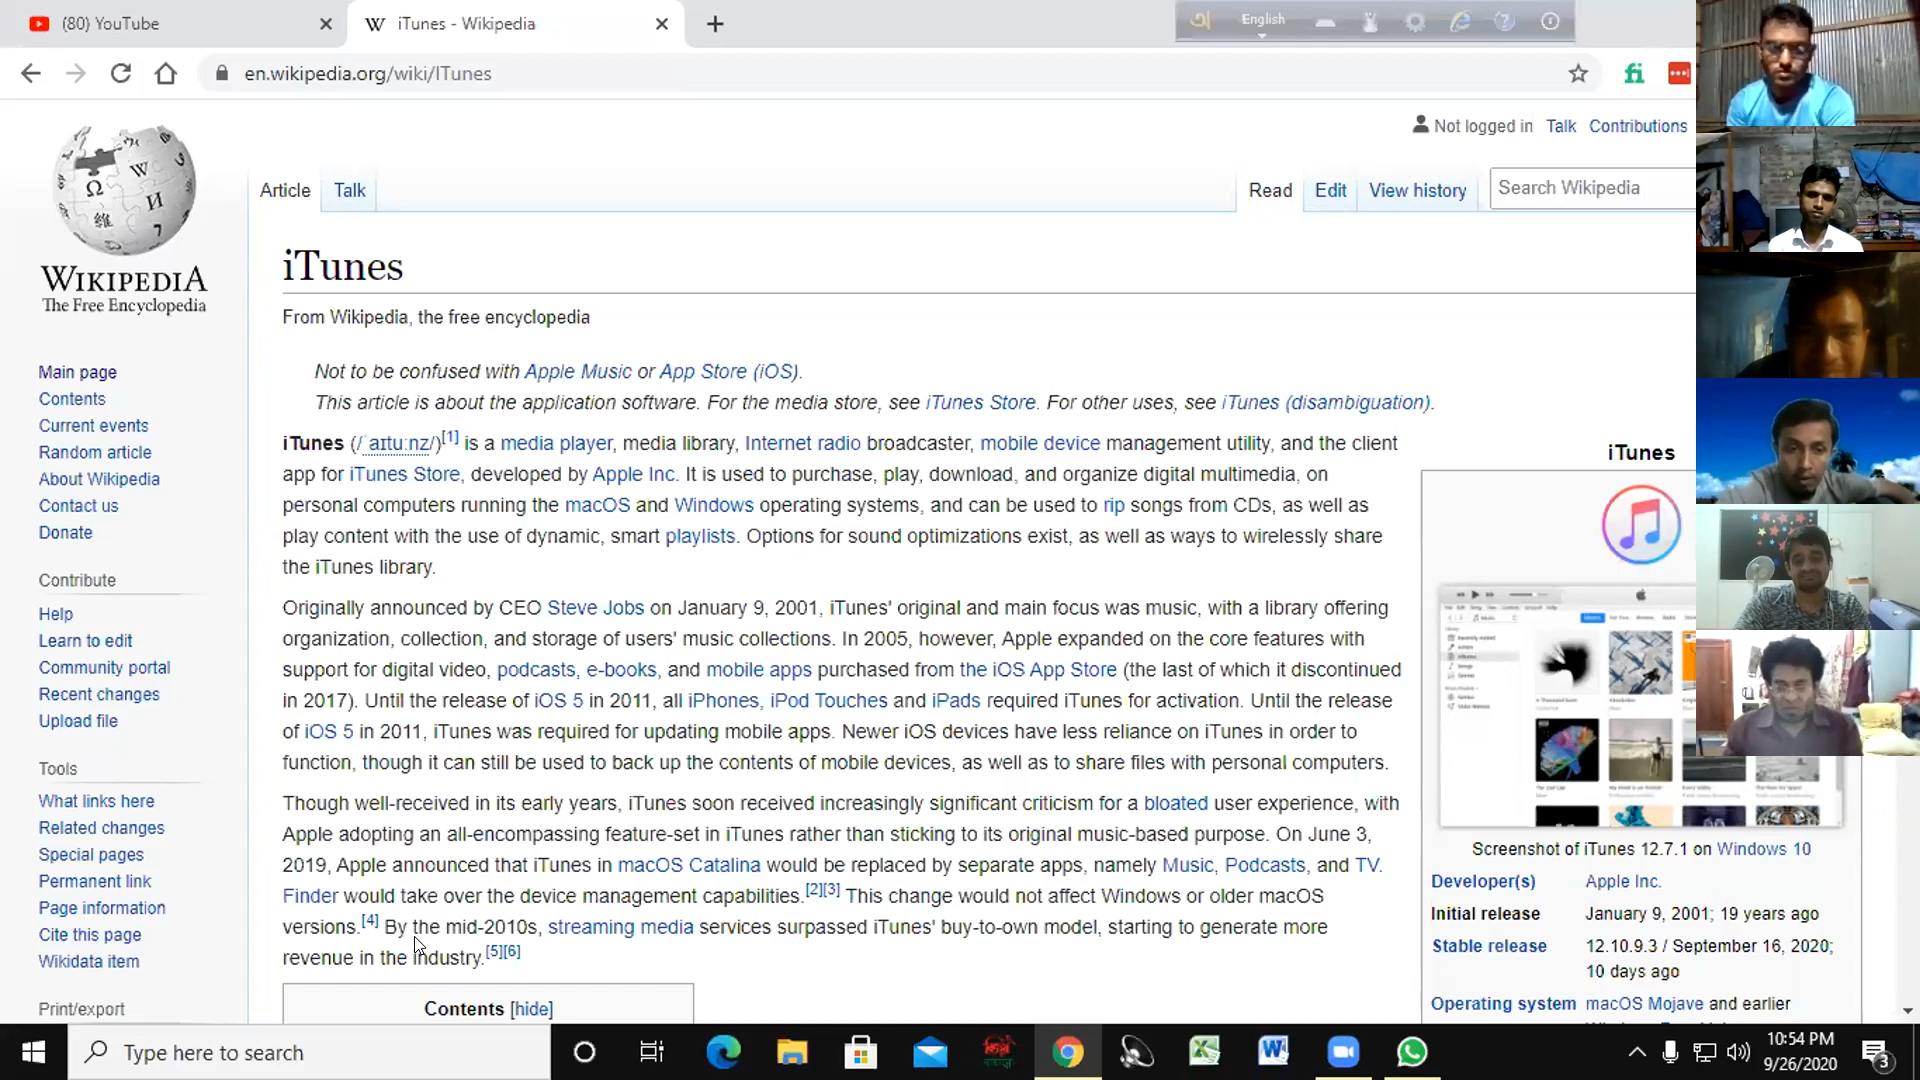 (80) YouTube
iTunes - Wikipedia
English
en.wikipedia.org/wiki/ITunes
Not logged in Talk Contributions
Article Talk Read Edit View history Search Wikipedia
WIKIPEDIA
The Free Encyclopedia
Main page
Contents
Current events
Random article
About Wikipedia
Contact us
Donate
Contribute
Help
Learn to edit
Community portal
Recent changes
Upload file
Tools
What links here
Related changes
Special pages
Permanent link
Page information
Cite this page
Wikidata item
Print/export
iTunes
From Wikipedia, the free encyclopedia
Not to be confused with Apple Music or App Store (iOS).
This article is about the application software. For the media store, see iTunes Store. For other uses, see iTunes (disambiguation).
iTunes (/ˈaɪtuːnz/)[1] is a media player, media library, Internet radio broadcaster, mobile device management utility, and the client
app for iTunes Store, developed by Apple Inc. It is used to purchase, play, download, and organize digital multimedia, on
personal computers running the macOS and Windows operating systems, and can be used to rip songs from CDs, as well as
play content with the use of dynamic, smart playlists. Options for sound optimizations exist, as well as ways to wirelessly share
the iTunes library.
Originally announced by CEO Steve Jobs on January 9, 2001, iTunes' original and main focus was music, with a library offering
organization, collection, and storage of users' music collections. In 2005, however, Apple expanded on the core features with
support for digital video, podcasts, e-books, and mobile apps purchased from the iOS App Store (the last of which it discontinued
in 2017). Until the release of iOS 5 in 2011, all iPhones, iPod Touches and iPads required iTunes for activation. Until the release
of iOS 5 in 2011, iTunes was required for updating mobile apps. Newer iOS devices have less reliance on iTunes in order to
function, though it can still be used to back up the contents of mobile devices, as well as to share files with personal computers.
Though well-received in its early years, iTunes soon received increasingly significant criticism for a bloated user experience, with
Apple adopting an all-encompassing feature-set in iTunes rather than sticking to its original music-based purpose. On June 3,
2019, Apple announced that iTunes in macOS Catalina would be replaced by separate apps, namely Music, Podcasts, and TV.
Finder would take over the device management capabilities.[2][3] This change would not affect Windows or older macOS
versions.[4] By the mid-2010s, streaming media services surpassed iTunes' buy-to-own model, starting to generate more
revenue in the industry.[5][6]
Contents [hide]
iTunes
Screenshot of iTunes 12.7.1 on Windows 10
Developer(s) Apple Inc.
Initial release January 9, 2001; 19 years ago
Stable release 12.10.9.3 / September 16, 2020;
10 days ago
Operating system macOS Mojave and earlier
Type here to search
10:54 PM
9/26/2020
3